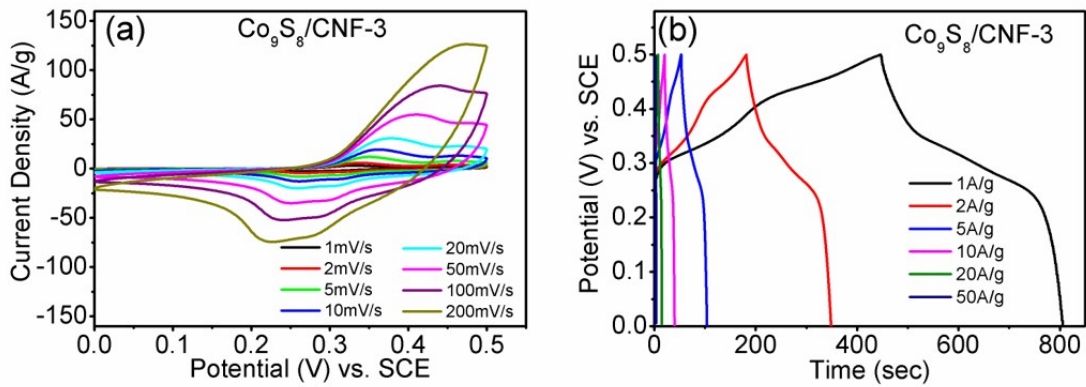 (a)
Co₉S₈/CNF-3
Current Density (A/g)
150
100
50
0
-50
-100
-150
1mV/s
2mV/s
5mV/s
10mV/s
20mV/s
50mV/s
100mV/s
200mV/s
0.0 0.1 0.2 0.3 0.4 0.5
Potential (V) vs. SCE
(b)
Co₉S₈/CNF-3
Potential (V) vs. SCE
0.5
0.4
0.3
0.2
0.1
0.0
1A/g
2A/g
5A/g
10A/g
20A/g
50A/g
0 200 400 600 800
Time (sec)